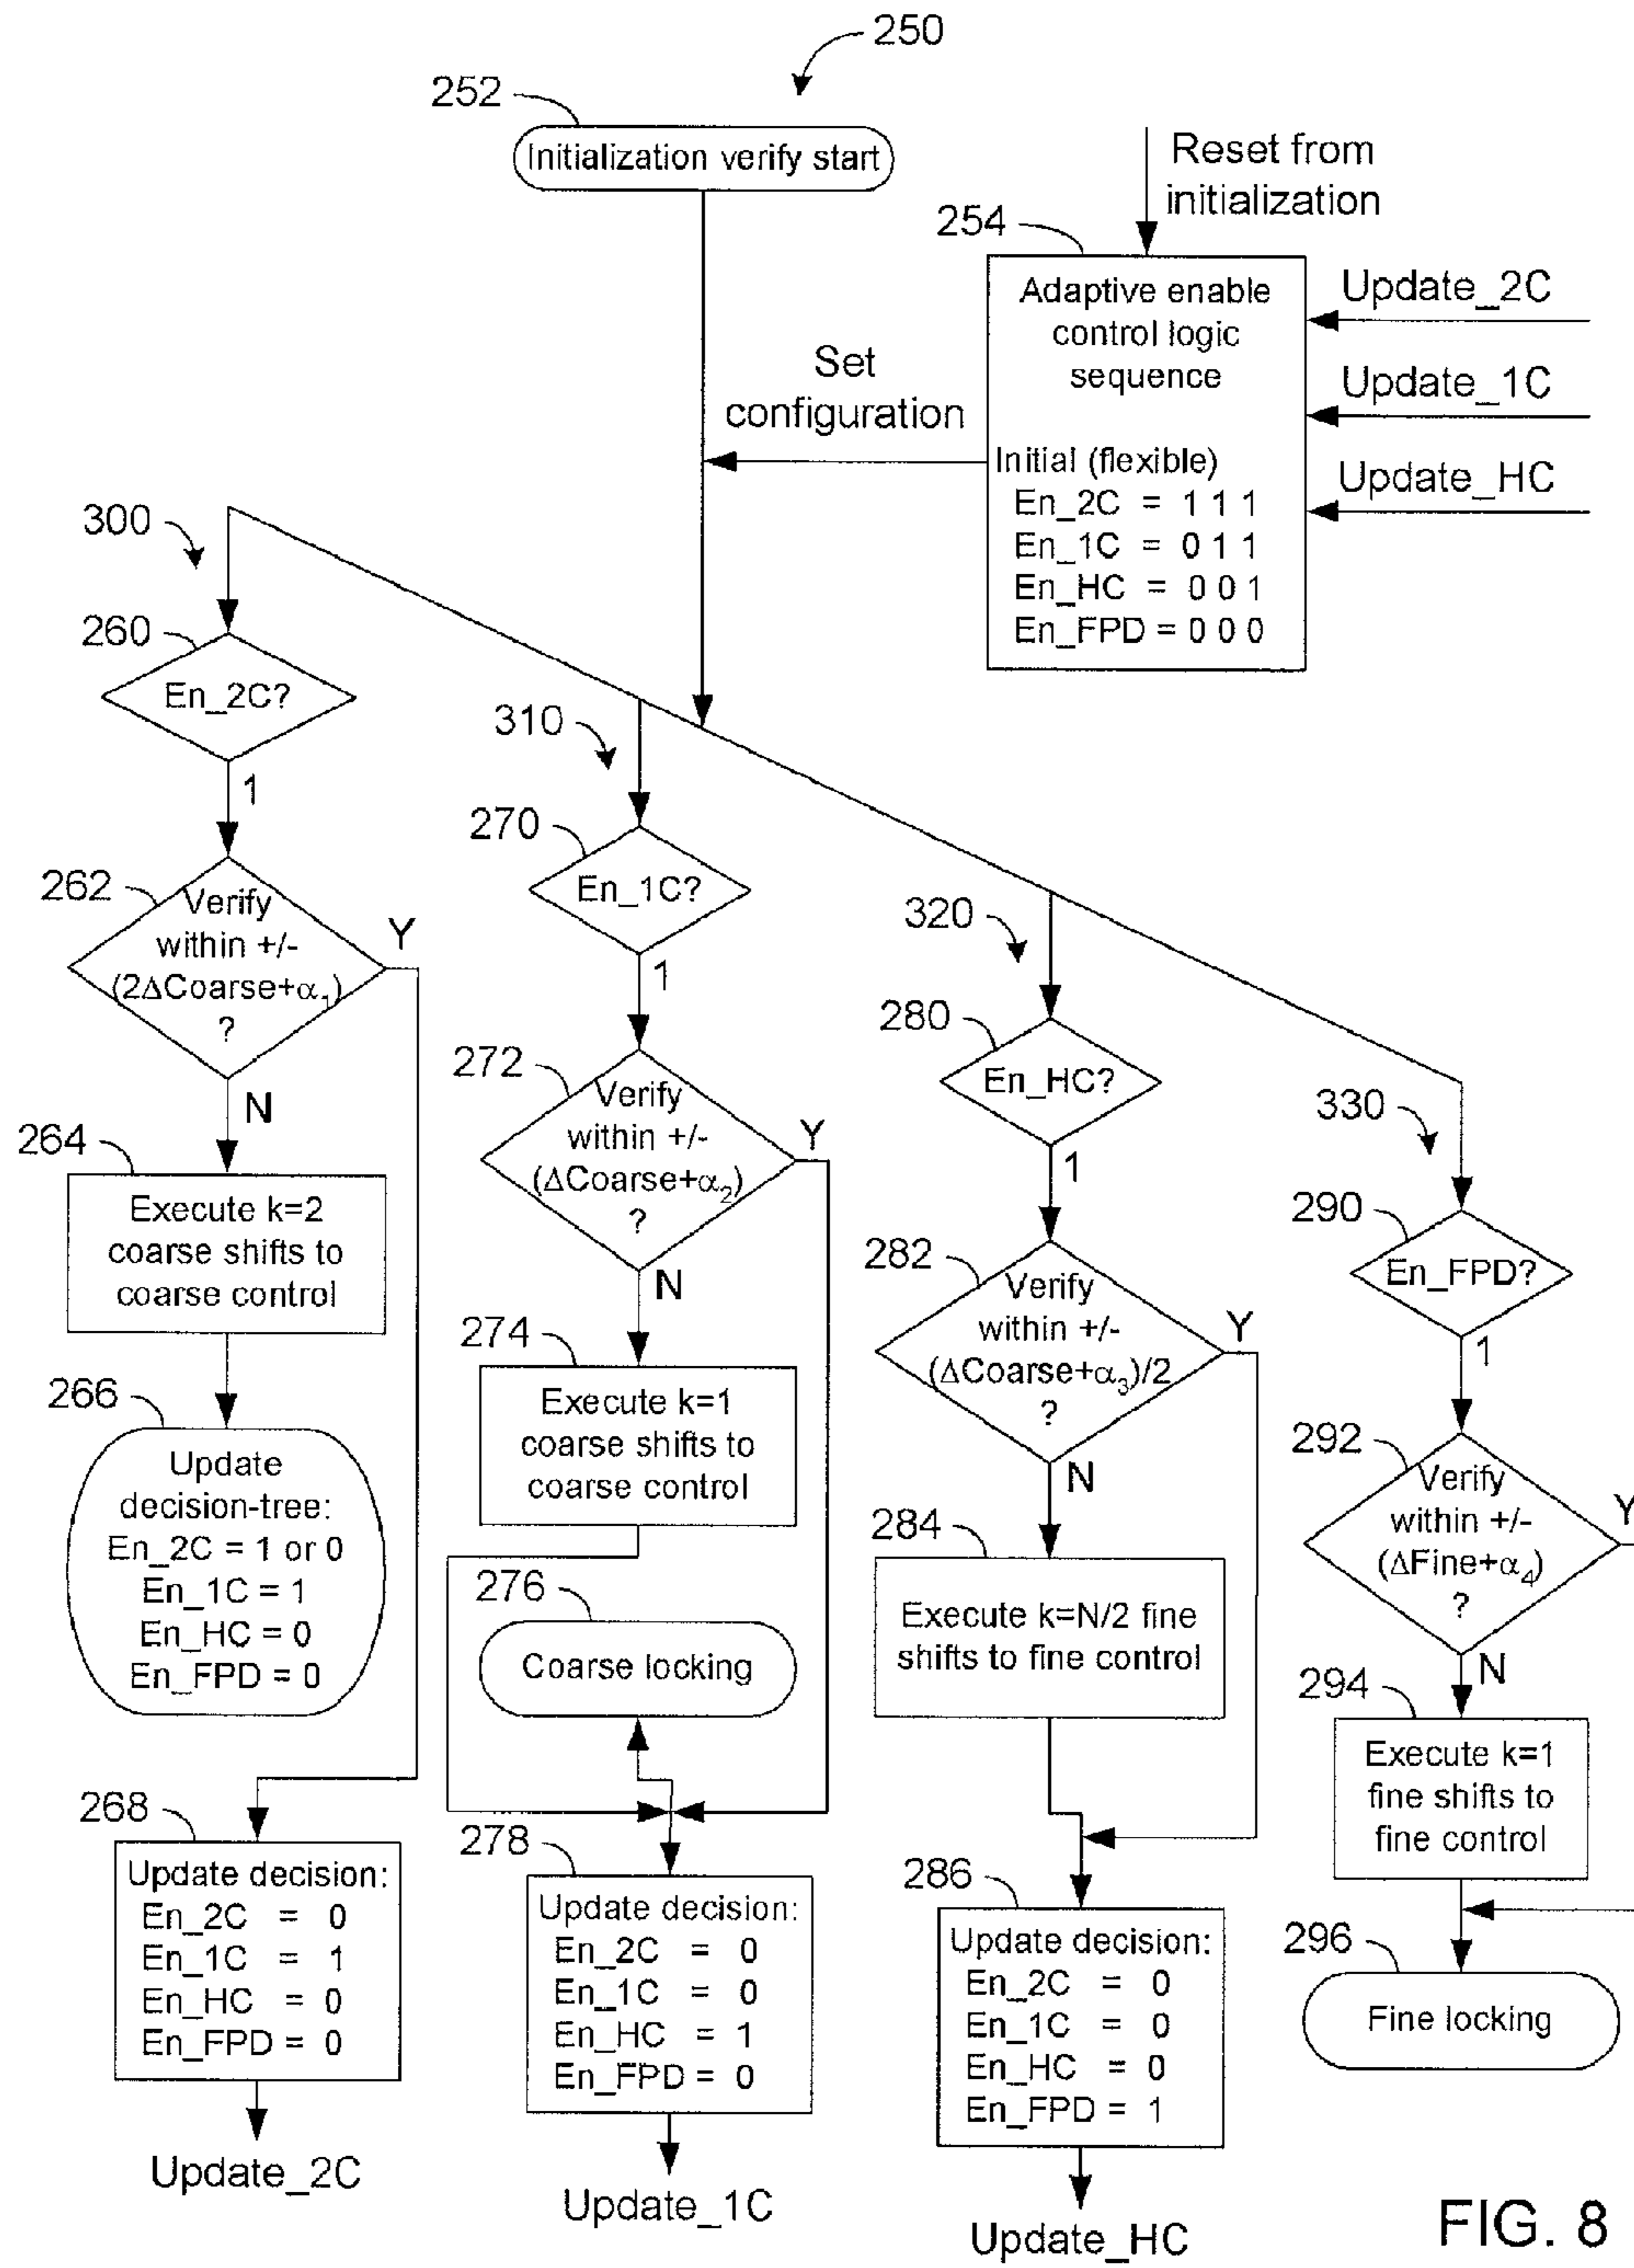 250
252
Initialization verify start
Reset from
initialization
254
Adaptive enable
control logic
sequence
Initial (flexible)
En_2C = 1 1 1
En_1C = 0 1 1
En_HC = 0 0 1
En_FPD = 0 0 0
Update_2C
Update_1C
Update_HC
Set
configuration
300
260
En_2C?
1
262
Verify
within +/-
(2ΔCoarse+α₁)
?
Y
N
264
Execute k=2
coarse shifts to
coarse control
266
Update
decision-tree:
En_2C = 1 or 0
En_1C = 1
En_HC = 0
En_FPD = 0
268
Update decision:
En_2C = 0
En_1C = 1
En_HC = 0
En_FPD = 0
Update_2C
310
270
En_1C?
1
272
Verify
within +/-
(ΔCoarse+α₂)
?
Y
N
274
Execute k=1
coarse shifts to
coarse control
276
Coarse locking
278
Update decision:
En_2C = 0
En_1C = 0
En_HC = 1
En_FPD = 0
Update_1C
320
280
En_HC?
1
282
Verify
within +/-
(ΔCoarse+α₃)/2
?
Y
N
284
Execute k=N/2 fine
shifts to fine control
286
Update decision:
En_2C = 0
En_1C = 0
En_HC = 0
En_FPD = 1
Update_HC
330
290
En_FPD?
1
292
Verify
within +/-
(ΔFine+α₄)
?
Y
N
294
Execute k=1
fine shifts to
fine control
296
Fine locking
FIG. 8